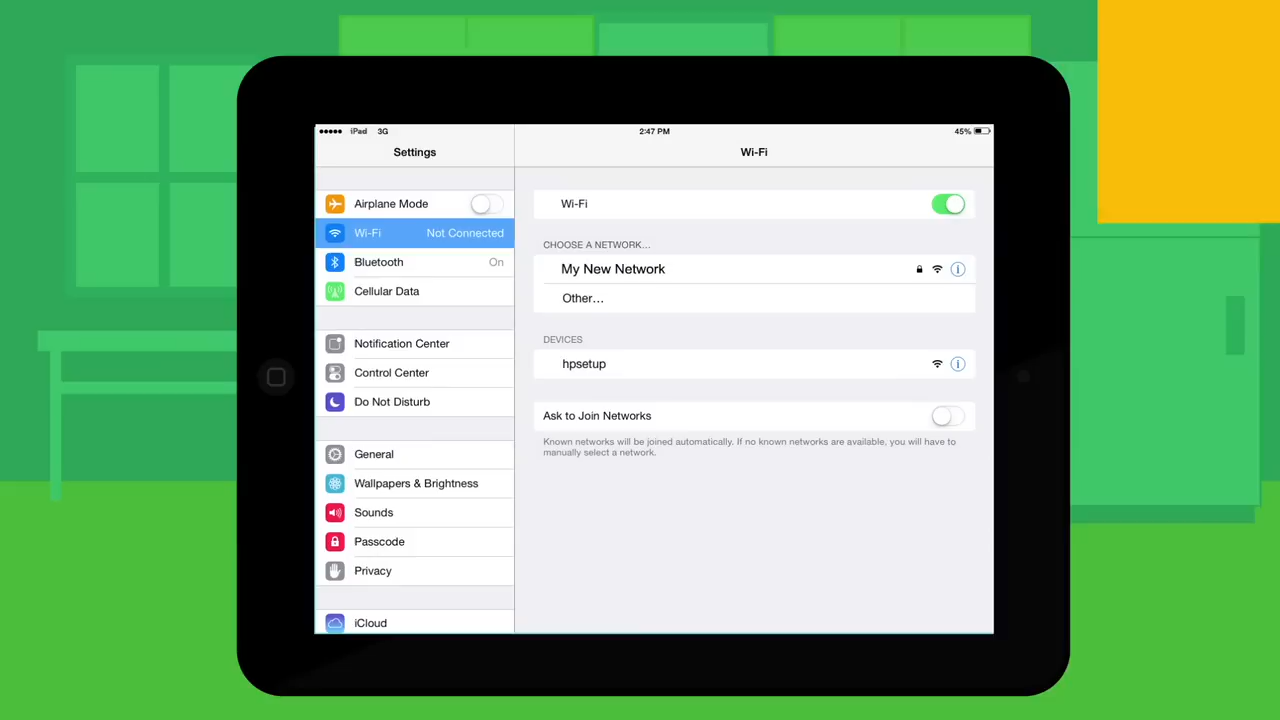 iPad 3G 2:47 PM 45%
Settings
Airplane Mode
Wi-Fi Not Connected
Bluetooth On
Cellular Data
Notification Center
Control Center
Do Not Disturb
General
Wallpapers & Brightness
Sounds
Passcode
Privacy
iCloud
Wi-Fi
Wi-Fi
CHOOSE A NETWORK...
My New Network
Other...
DEVICES
hpsetup
Ask to Join Networks
Known networks will be joined automatically. If no known networks are available, you will have to
manually select a network.